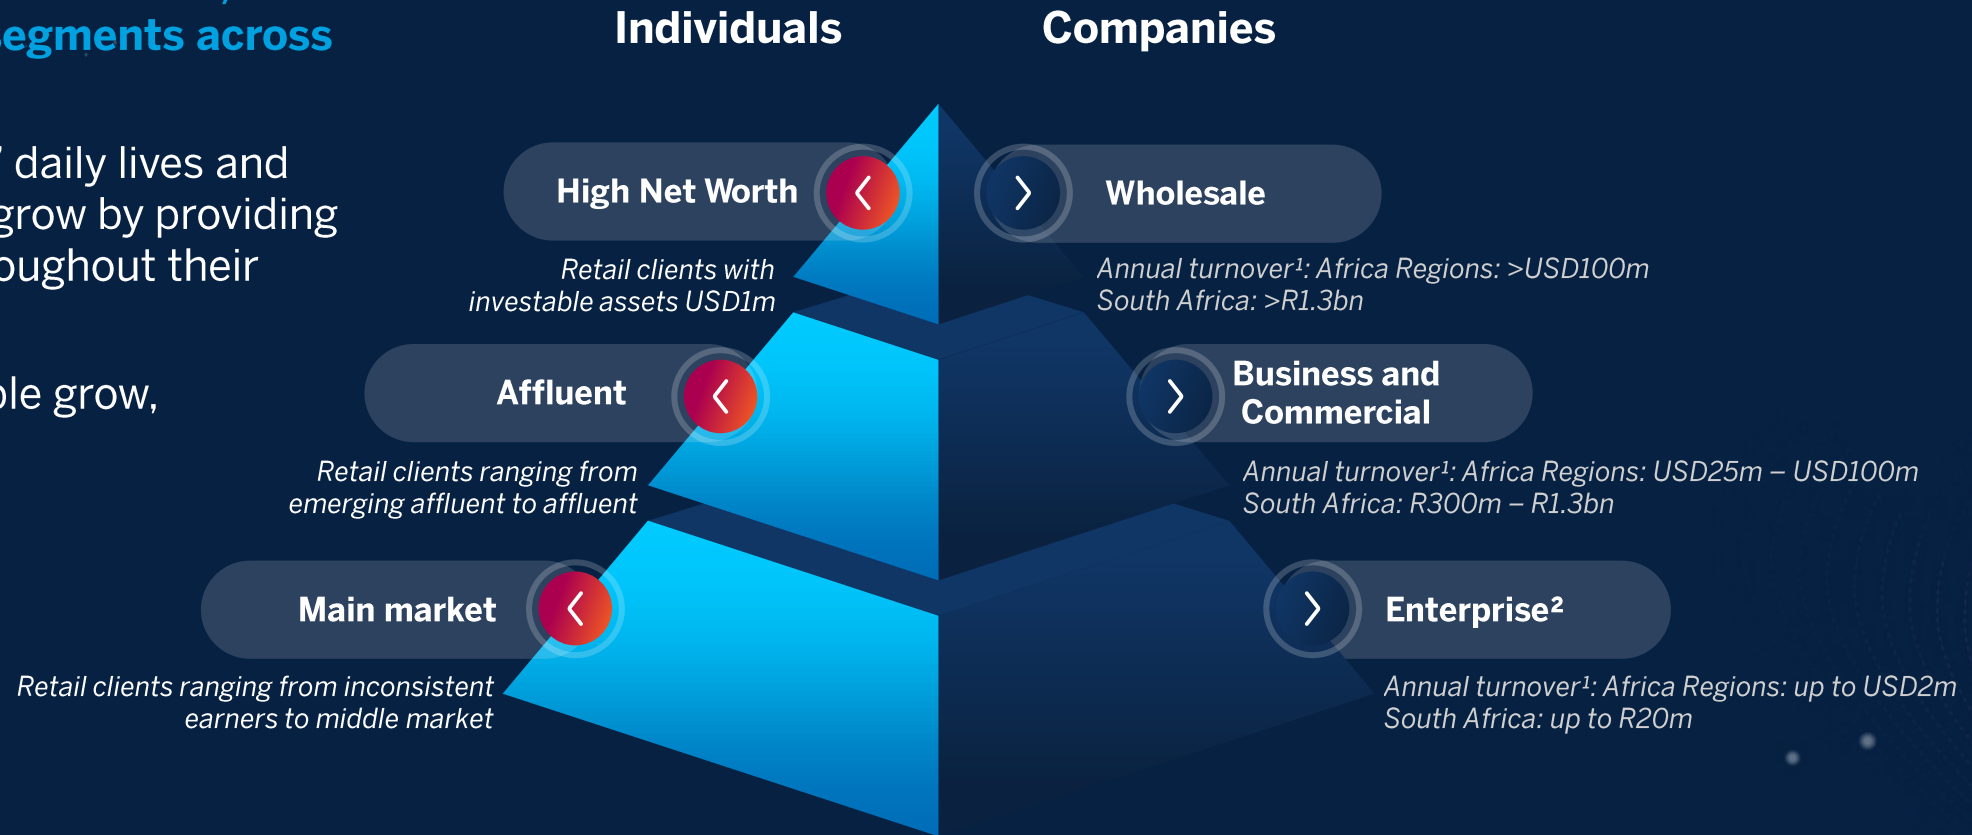 segments across
daily lives and
grow by providing
their
grow,
Individuals
High Net Worth
Retail clients with
investable assets USD1m
Affluent
Retail clients ranging from
emerging affluent to affluent
Main market
Retail clients ranging from inconsistent
earners to middle market
Companies
Wholesale
Annual turnover¹: Africa Regions: >USD100m
South Africa: >R1.3bn
Business and
Commercial
Annual turnover¹: Africa Regions: USD25m – USD100m
South Africa: R300m – R1.3bn
Enterprise²
Annual turnover¹: Africa Regions: up to USD2m
South Africa: up to R20m